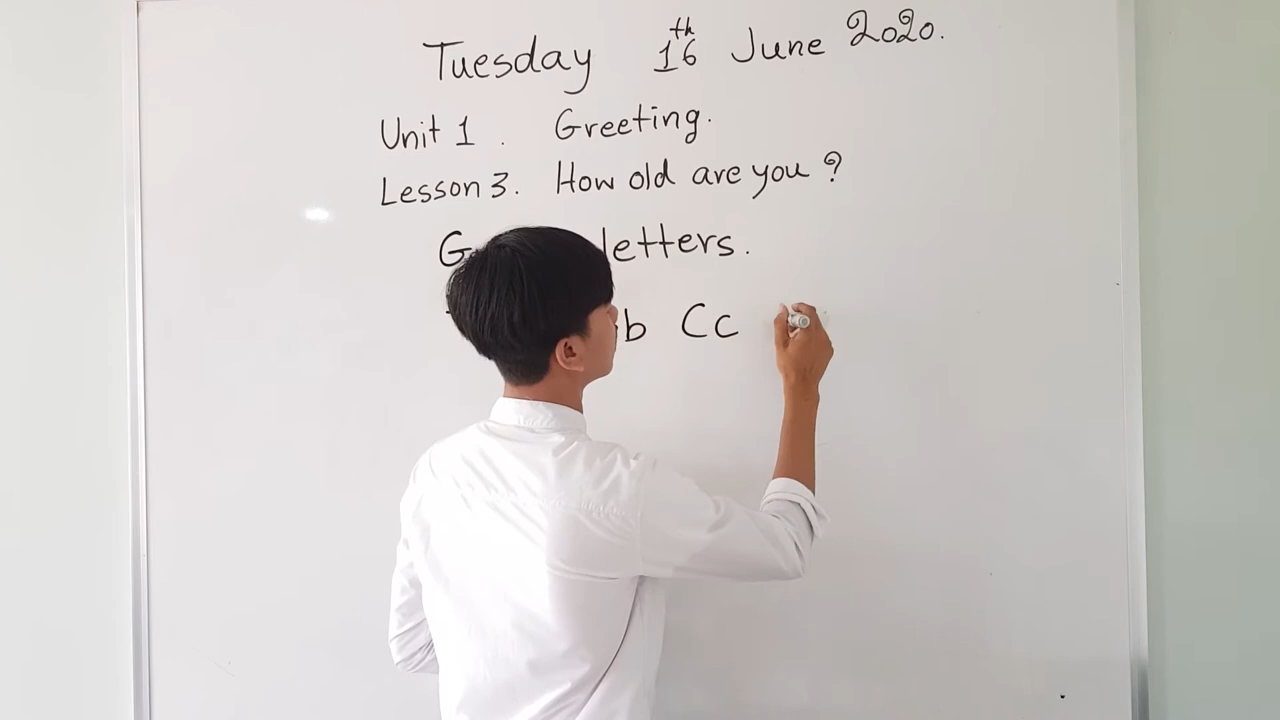 Tuesday 16th June 2020.
Unit 1. Greeting.
Lesson 3. How old are you?
letters.
Cc